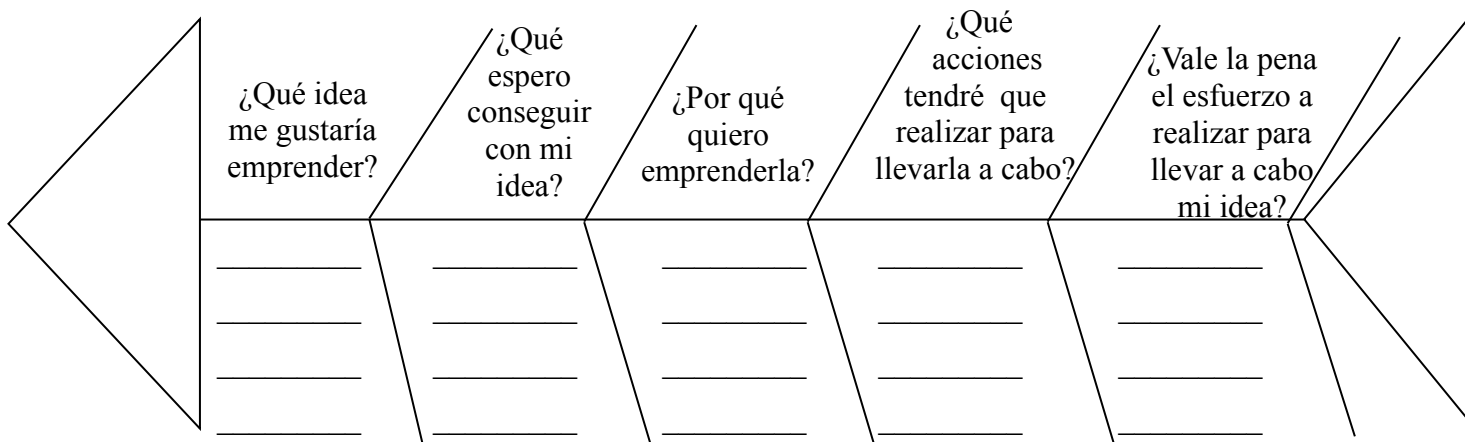 ¿Qué idea
me gustaría
emprender?
¿Qué
espero
conseguir
con mi
idea?
¿Por qué
quiero
emprenderla?
¿Qué
acciones
tendré que
realizar para
llevarla a cabo?
¿Vale la pena
el esfuerzo a
realizar para
llevar a cabo
mi idea?